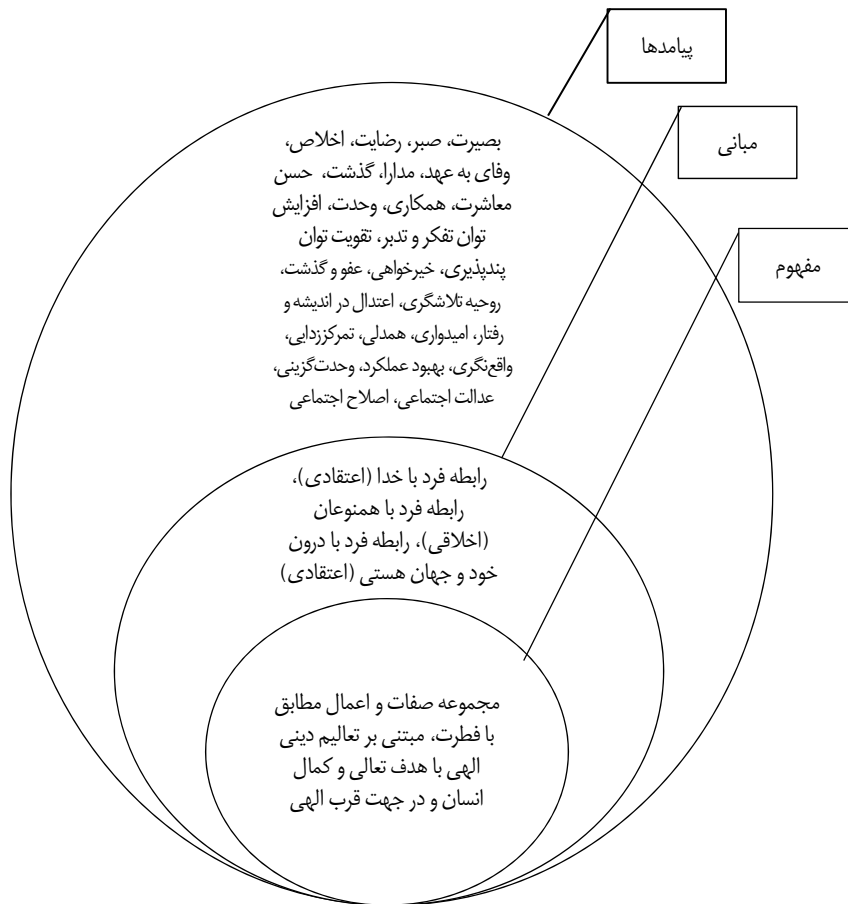 پیامدها
مبانی
مفهوم
بصیرت، صبر، رضایت، اخلاص،
وفای به عهد، مدارا، گذشت، حسن
معاشرت، همکاری، وحدت، افزایش
توان تفکر و تدبر، تقویت توان
پندپذیری، خیرخواهی، عفو و گذشت،
روحیه تلاشگری، اعتدال در اندیشه و
رفتار، امیدواری، همدلی، تمرکززدایی،
واقع‌نگری، بهبود عملکرد، وحدت‌گزینی،
عدالت اجتماعی، اصلاح اجتماعی
رابطه فرد با خدا (اعتقادی)،
رابطه فرد با همنوعان
(اخلاقی)، رابطه فرد با درون
خود و جهان هستی (اعتقادی)
مجموعه صفات و اعمال مطابق
با فطرت، مبتنی بر تعالیم دینی
الهی با هدف تعالی و کمال
انسان و در جهت قرب الهی